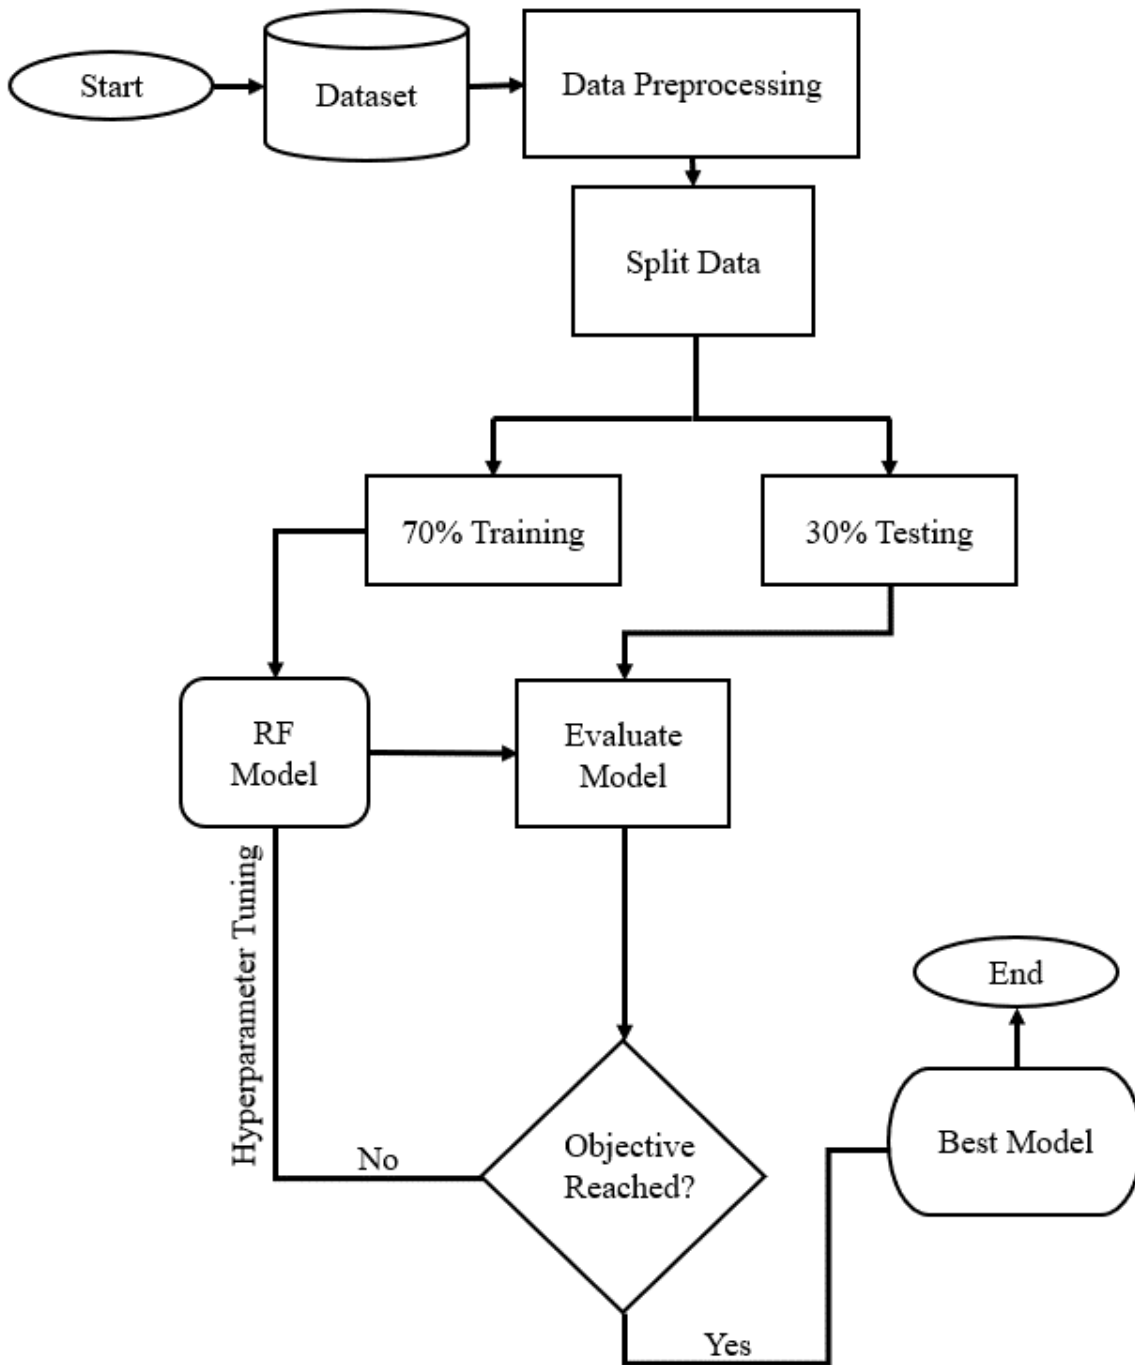 Start
Dataset
Data Preprocessing
Split Data
70% Training
30% Testing
RF
Model
Evaluate
Model
Hyperparameter Tuning
No
Objective
Reached?
Yes
Best Model
End